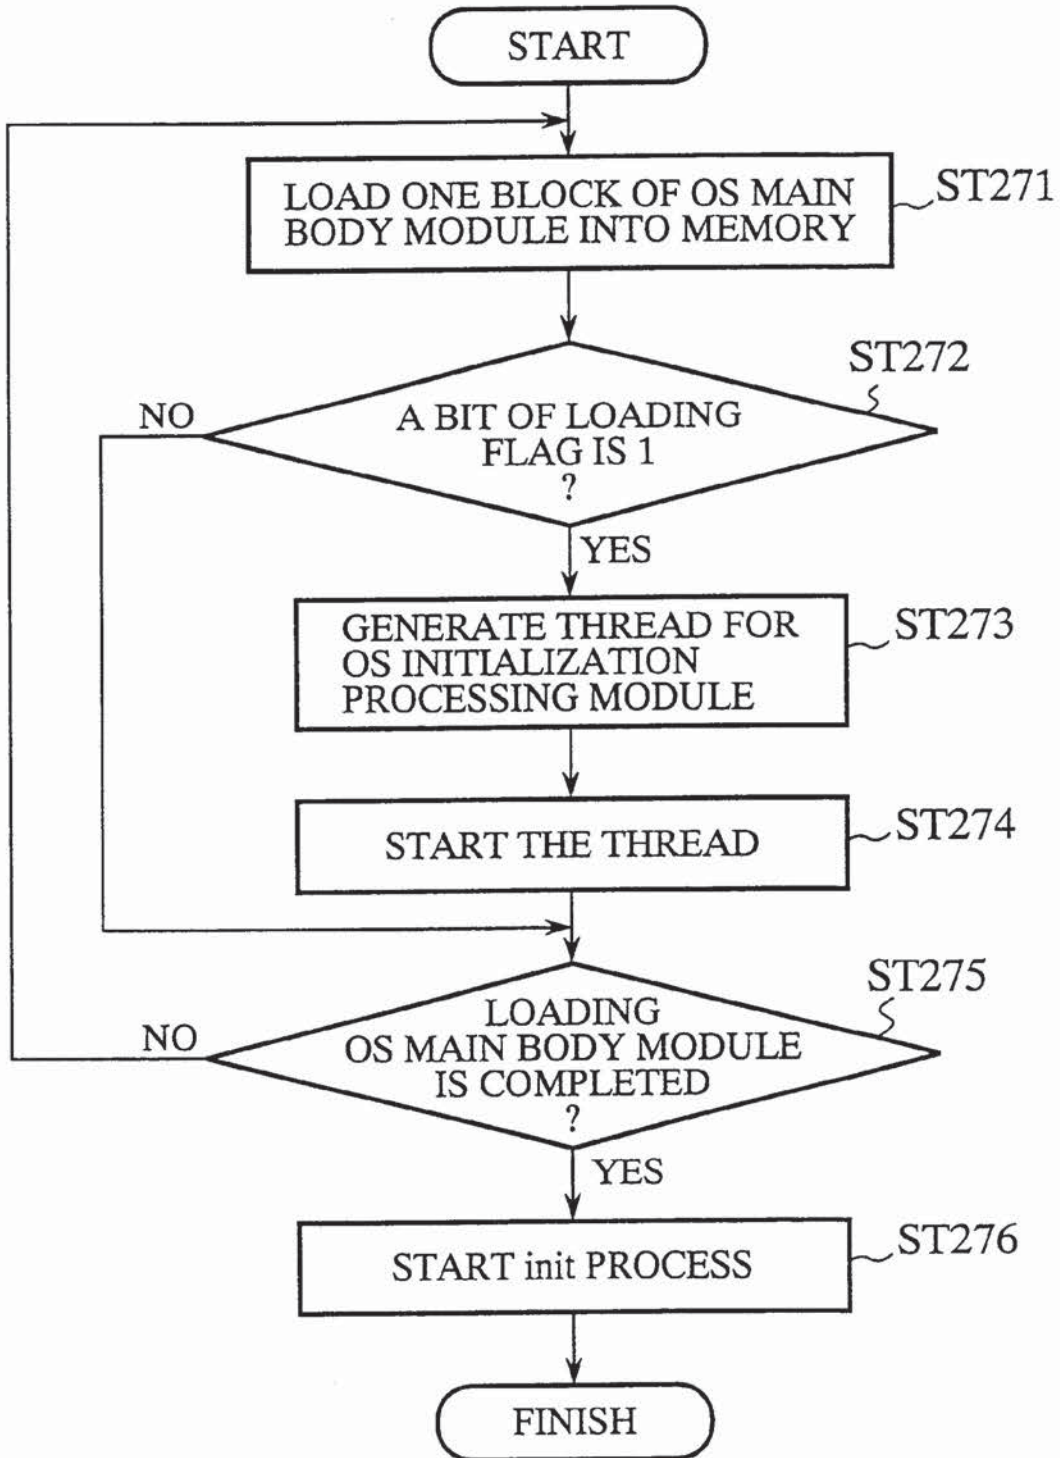 START
LOAD ONE BLOCK OF OS MAIN
BODY MODULE INTO MEMORY
ST271
ST272
A BIT OF LOADING
FLAG IS 1
?
NO
YES
GENERATE THREAD FOR
OS INITIALIZATION
PROCESSING MODULE
ST273
START THE THREAD
ST274
ST275
LOADING
OS MAIN BODY MODULE
IS COMPLETED
?
NO
YES
START init PROCESS
ST276
FINISH